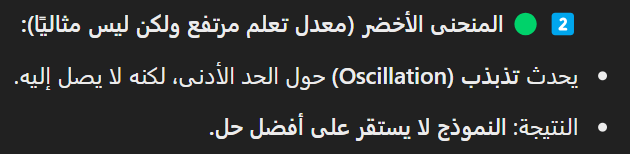 2️⃣ 🟢 المنحنى الأخضر (معدل تعلم مرتفع ولكن ليس مثاليًا):
• يحدث تذبذب (Oscillation) حول الحد الأدنى، لكنه لا يصل إليه.
• النتيجة: النموذج لا يستقر على أفضل حل.